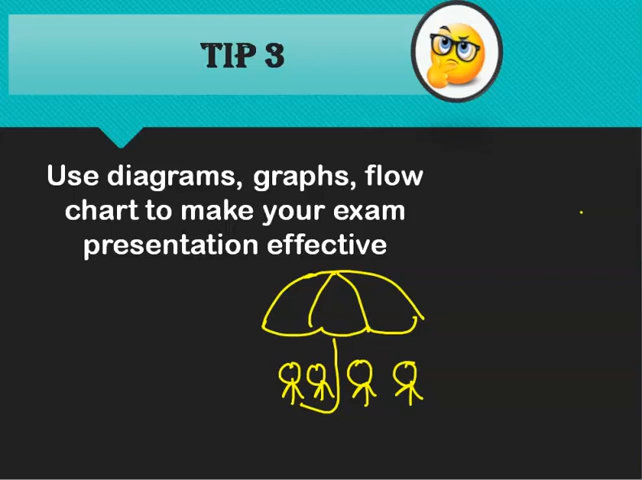 TIP 3
Use diagrams, graphs, flow
chart to make your exam
presentation effective